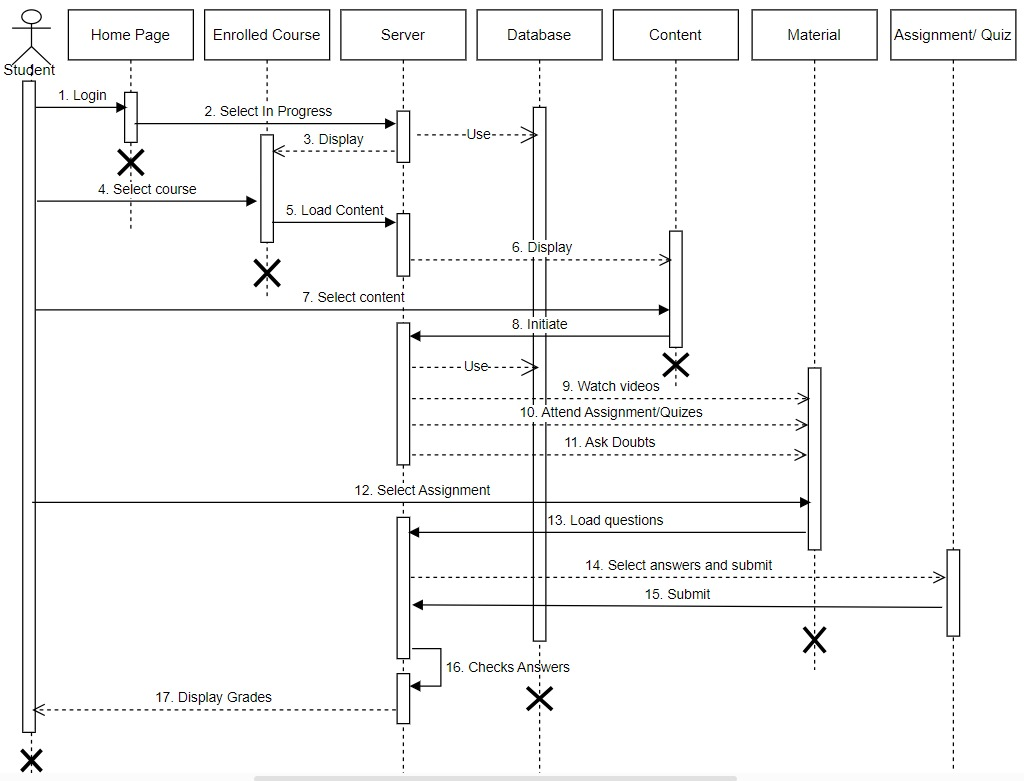 Home Page
Enrolled Course
Server
Database
Content
Material
Assignment/ Quiz
Student
1. Login
2. Select In Progress
Use
3. Display
4. Select course
5. Load Content
6. Display
7. Select content
8. Initiate
Use
9. Watch videos
10. Attend Assignment/Quizes
11. Ask Doubts
12. Select Assignment
13. Load questions
14. Select answers and submit
15. Submit
16. Checks Answers
17. Display Grades